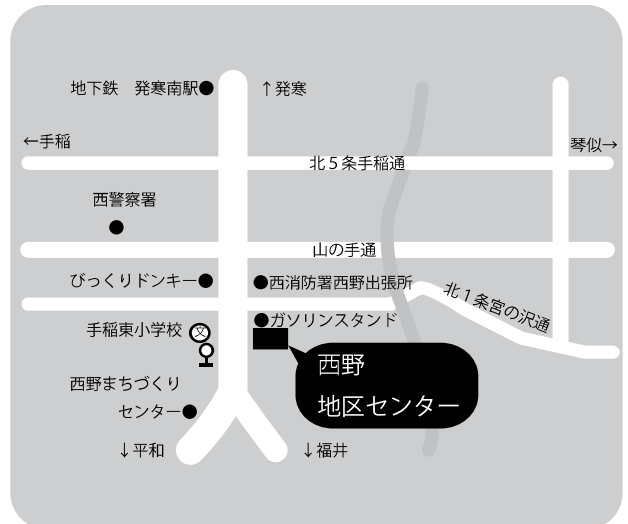 地下鉄　発寒南駅
↑発寒
←手稲
琴似→
北５条手稲通
西警察署
山の手通
びっくりドンキー
西消防署西野出張所
北１条宮の沢通
ガソリンスタンド
手稲東小学校
文
西野
地区センター
西野まちづくり
センター
↓平和
↓福井